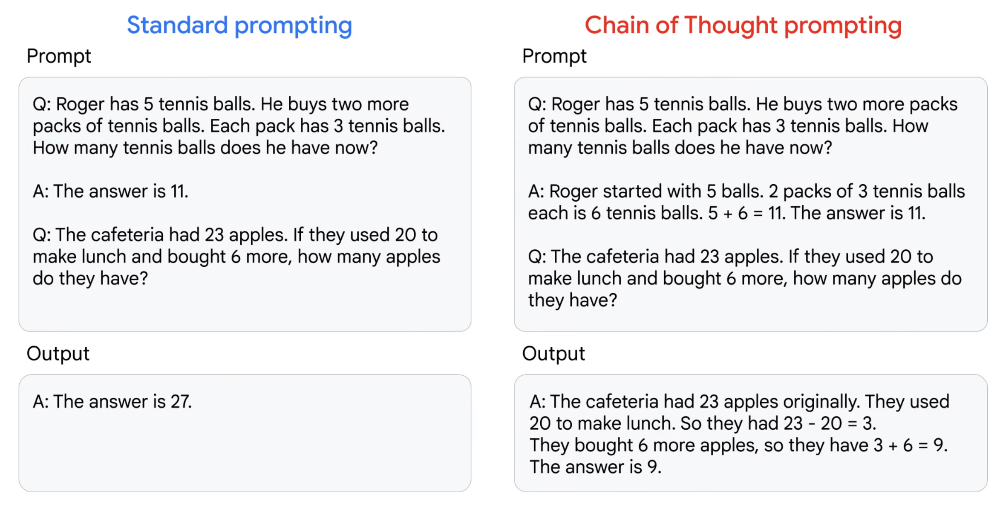 Standard prompting
Prompt
Q: Roger has 5 tennis balls. He buys two more
packs of tennis balls. Each pack has 3 tennis balls.
How many tennis balls does he have now?
A: The answer is 11.
Q: The cafeteria had 23 apples. If they used 20 to
make lunch and bought 6 more, how many apples
do they have?
Output
A: The answer is 27.
Chain of Thought prompting
Prompt
Q: Roger has 5 tennis balls. He buys two more packs
of tennis balls. Each pack has 3 tennis balls. How
many tennis balls does he have now?
A: Roger started with 5 balls. 2 packs of 3 tennis balls
each is 6 tennis balls. 5 + 6 = 11. The answer is 11.
Q: The cafeteria had 23 apples. If they used 20 to
make lunch and bought 6 more, how many apples do
they have?
Output
A: The cafeteria had 23 apples originally. They used
20 to make lunch. So they had 23 - 20 = 3.
They bought 6 more apples, so they have 3 + 6 = 9.
The answer is 9.